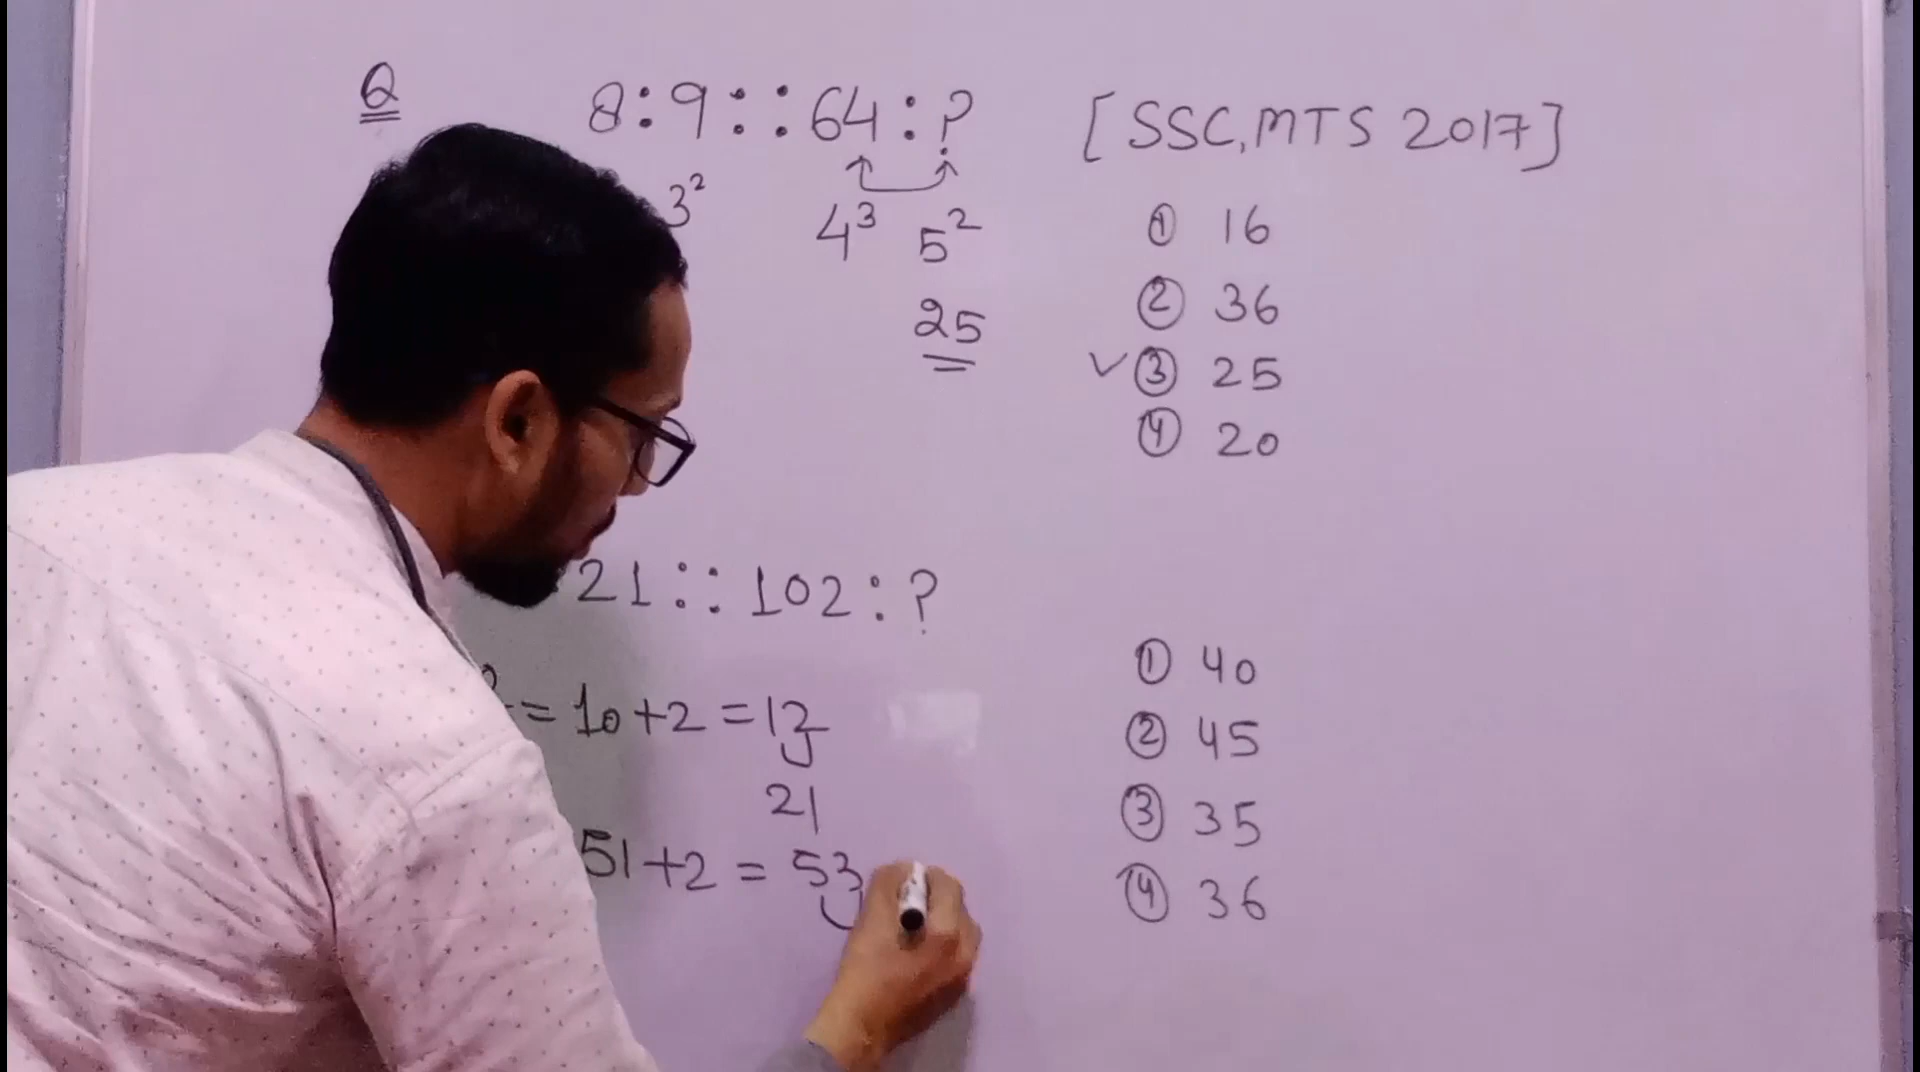 Q 8:9::64:? [SSC, MTS 2017]
3² 4³ 5²
25
① 16
② 36
✓③ 25
④ 20
21::102:?
= 10+2 = 12
21
51+2 = 53
① 40
② 45
③ 35
④ 36